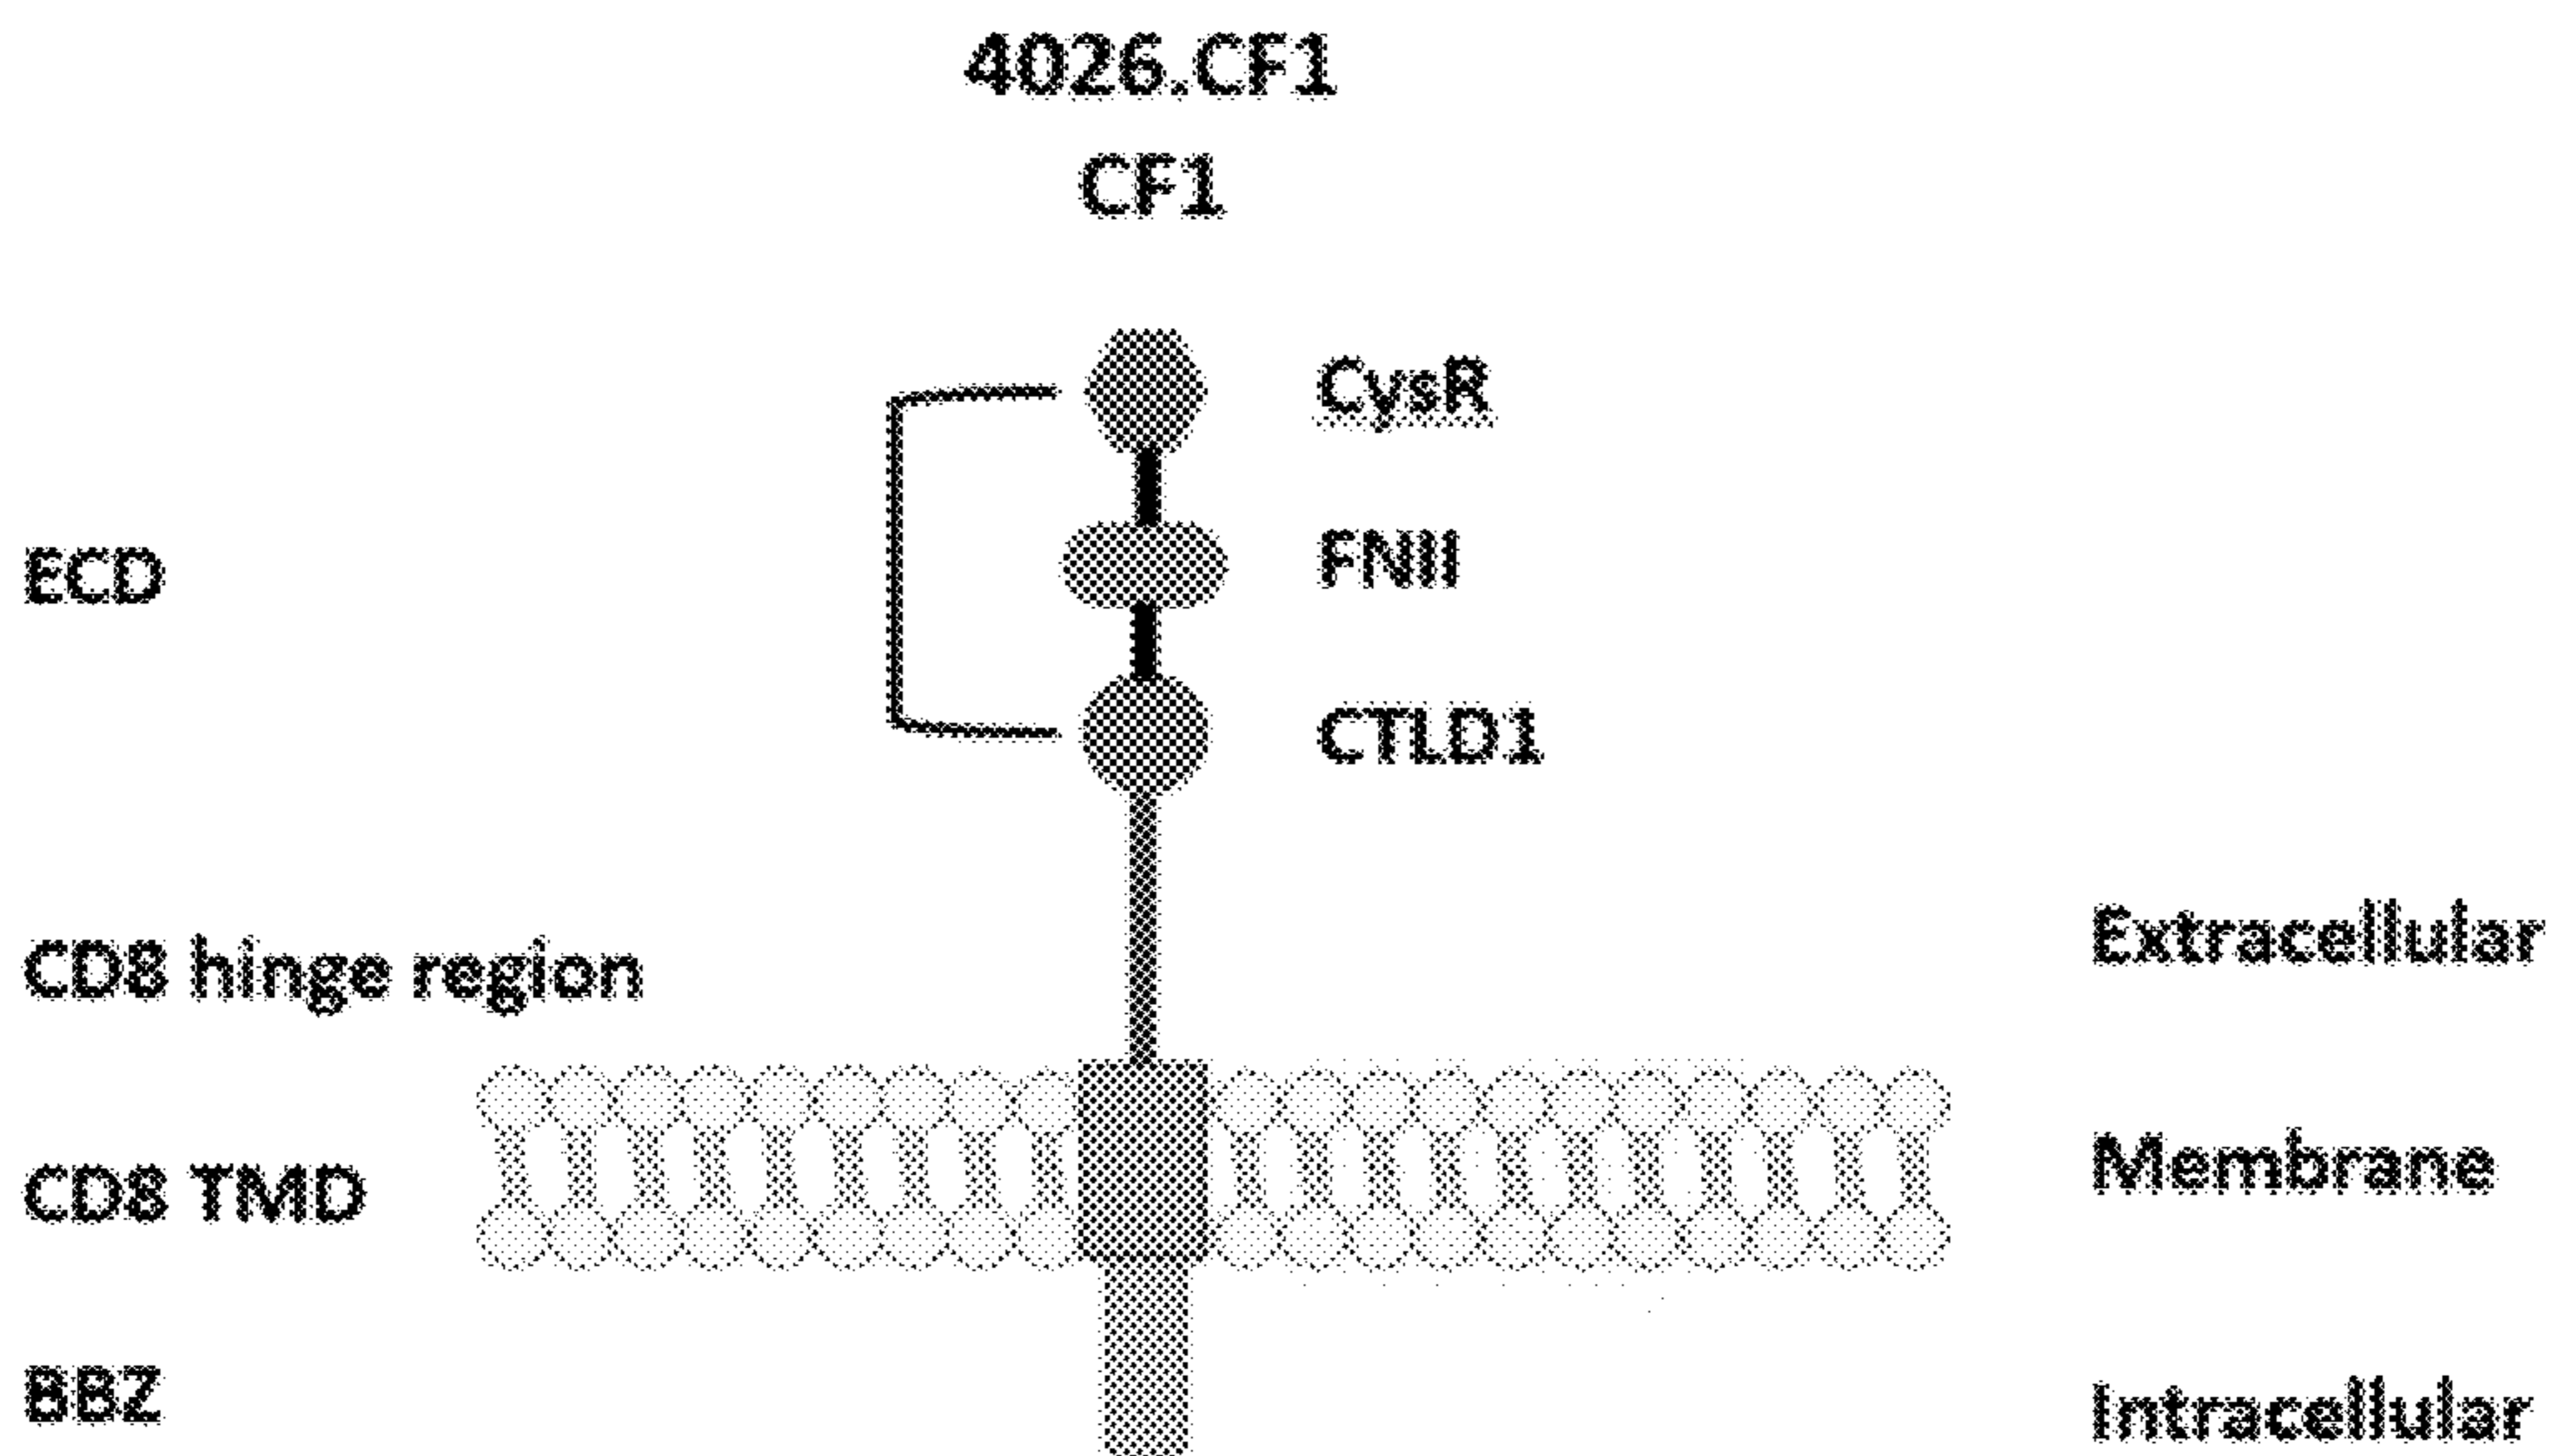 4026.CF1
CF1
CysR
FNII
ECD
CTLD1
Extracellular
CD8 hinge region
Membrane
CD8 TMD
BBZ
Intracellular